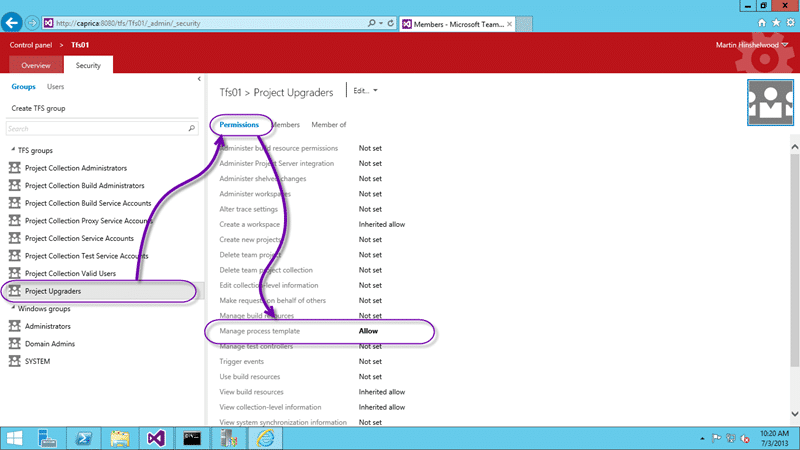 http://caprica:8080/tfs/Tfs01/_admin/_security
Members - Microsoft Team...
Control panel > Tfs01
Martin Hinshelwood
Overview
Security
Groups Users
Create TFS group
Search
TFS groups
Project Collection Administrators
Project Collection Build Administrators
Project Collection Build Service Accounts
Project Collection Proxy Service Accounts
Project Collection Service Accounts
Project Collection Test Service Accounts
Project Collection Valid Users
Project Upgraders
Windows groups
Administrators
Domain Admins
SYSTEM
Tfs01 > Project Upgraders
Edit...
Permissions Members Member of
Administer build resource permissions Not set
Administer Project Server integration Not set
Administer shelved changes Not set
Administer workspaces Not set
Alter trace settings Not set
Create a workspace Inherited allow
Create new projects Not set
Delete team project Not set
Delete team project collection Not set
Edit collection-level information Not set
Make requests on behalf of others Not set
Manage build resources Not set
Manage process template Allow
Manage test controllers Not set
Trigger events Not set
Use build resources Not set
View build resources Inherited allow
View collection-level information Inherited allow
View system synchronization information Not set
10:20 AM
7/3/2013